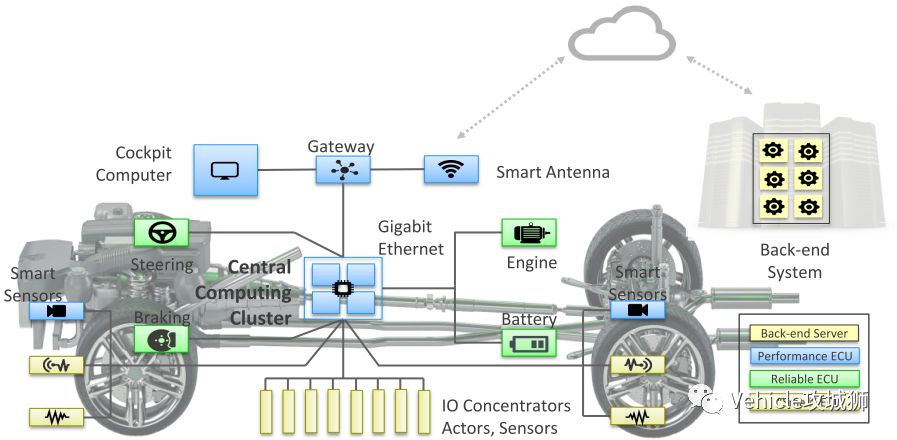 Cockpit
Computer
Gateway
Smart Antenna
Gigabit
Ethernet
Steering
Engine
Back-end
System
Smart
Sensors
Central
Computing
Cluster
Smart
Sensors
Braking
Battery
Back-end Server
Performance ECU
Reliable ECU
IO Concentrators
Actors, Sensors
Vehicle攻城狮